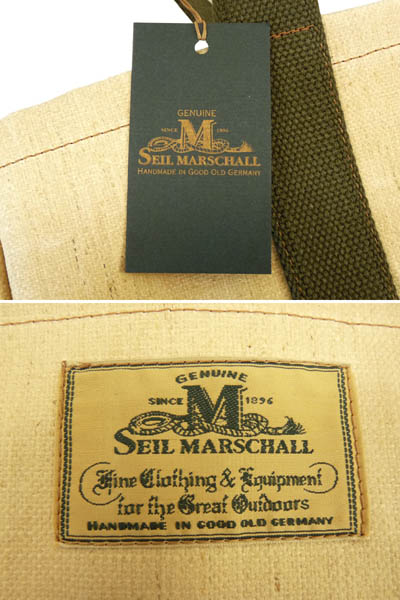 GENUINE
SINCE M 1896
SEIL MARSCHALL
HANDMADE IN GOOD OLD GERMANY
GENUINE
SINCE M 1896
SEIL MARSCHALL
Fine Clothing & Equipment
for the Great Outdoors
HANDMADE IN GOOD OLD GERMANY